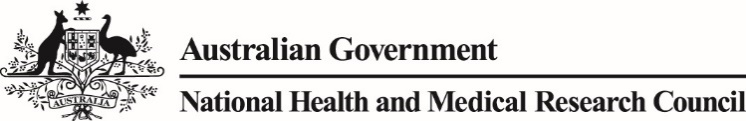 Australian Government
National Health and Medical Research Council
AUSTRALIA